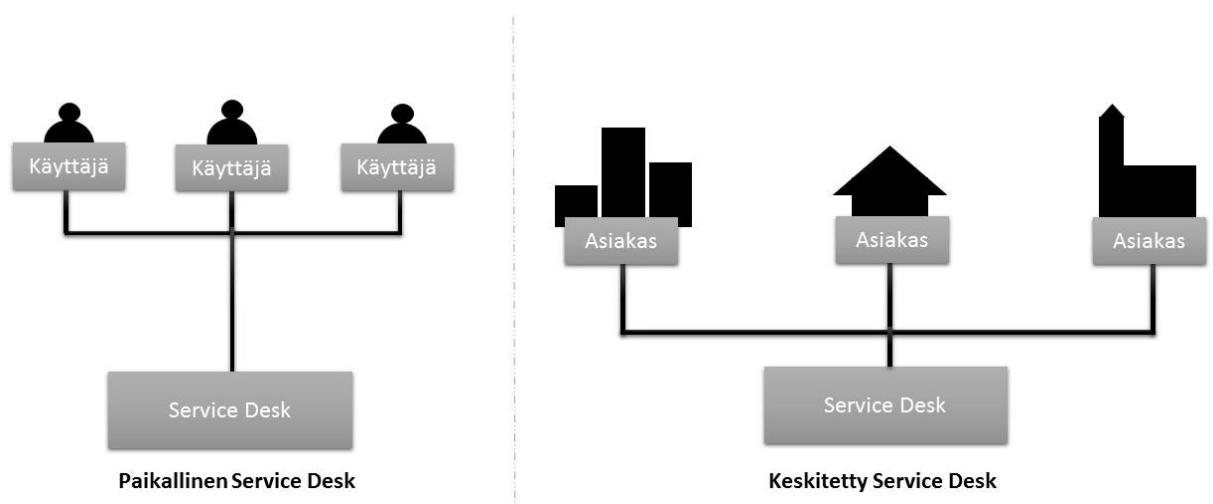 Käyttäjä
Käyttäjä
Käyttäjä
Service Desk
Paikallinen Service Desk
Asiakas
Asiakas
Asiakas
Service Desk
Keskitetty Service Desk